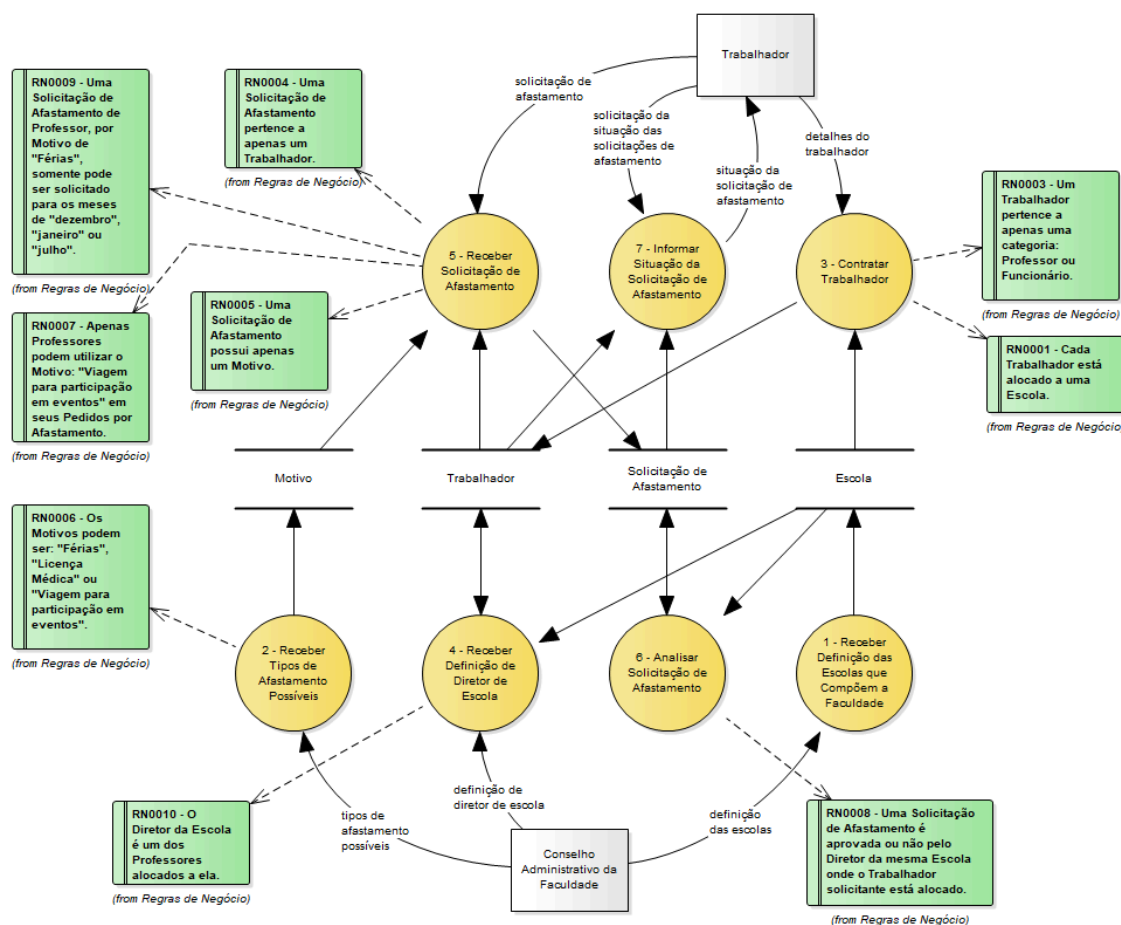 Trabalhador
solicitação de
afastamento
solicitação da
situação das
solicitações de
afastamento
situação da
solicitação de
afastamento
detalhes do
trabalhador
RN0009 - Uma
Solicitação de
Afastamento de
Professor, por
Motivo de
"Férias",
somente pode
ser solicitado
para os meses
de "dezembro",
"janeiro" ou
"julho".
(from Regras de Negócio)
RN0004 - Uma
Solicitação de
Afastamento
pertence a
apenas um
Trabalhador.
(from Regras de Negócio)
RN0003 - Um
Trabalhador
pertence a
apenas uma
categoria:
Professor ou
Funcionário.
(from Regras de Negócio)
5 - Receber
Solicitação de
Afastamento
7 - Informar
Situação da
Solicitação de
Afastamento
3 - Contratar
Trabalhador
RN0007 - Apenas
Professores
podem utilizar o
Motivo: "Viagem
para participação
em eventos" em
seus Pedidos por
Afastamento.
(from Regras de Negócio)
RN0005 - Uma
Solicitação de
Afastamento
possui apenas
um Motivo.
(from Regras de Negócio)
RN0001 - Cada
Trabalhador está
alocado a uma
Escola.
(from Regras de Negócio)
Motivo
Trabalhador
Solicitação de
Afastamento
Escola
RN0006 - Os
Motivos podem
ser: "Férias",
"Licença
Médica" ou
"Viagem para
participação em
eventos".
(from Regras de Negócio)
2 - Receber
Tipos de
Afastamento
Possíveis
4 - Receber
Definição de
Diretor de
Escola
6 - Analisar
Solicitação de
Afastamento
1 - Receber
Definição das
Escolas que
Compõem a
Faculdade
RN0010 - O
Diretor da Escola
é um dos
Professores
alocados a ela.
(from Regras de Negócio)
tipos de
afastamento
possíveis
definição de
diretor de escola
definição
das escolas
Conselho
Administrativo da
Faculdade
RN0008 - Uma Solicitação
de Afastamento é
aprovada ou não pelo
Diretor da mesma Escola
onde o Trabalhador
solicitante está alocado.
(from Regras de Negócio)